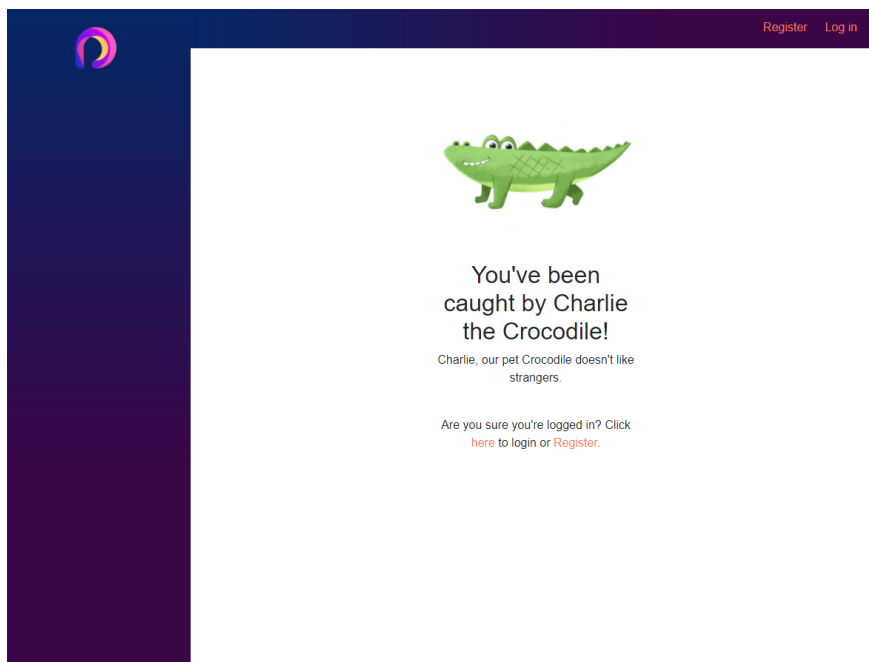 Register Log in
You've been
caught by Charlie
the Crocodile!
Charlie, our pet Crocodile doesn't like
strangers.
Are you sure you're logged in? Click
here to login or Register.